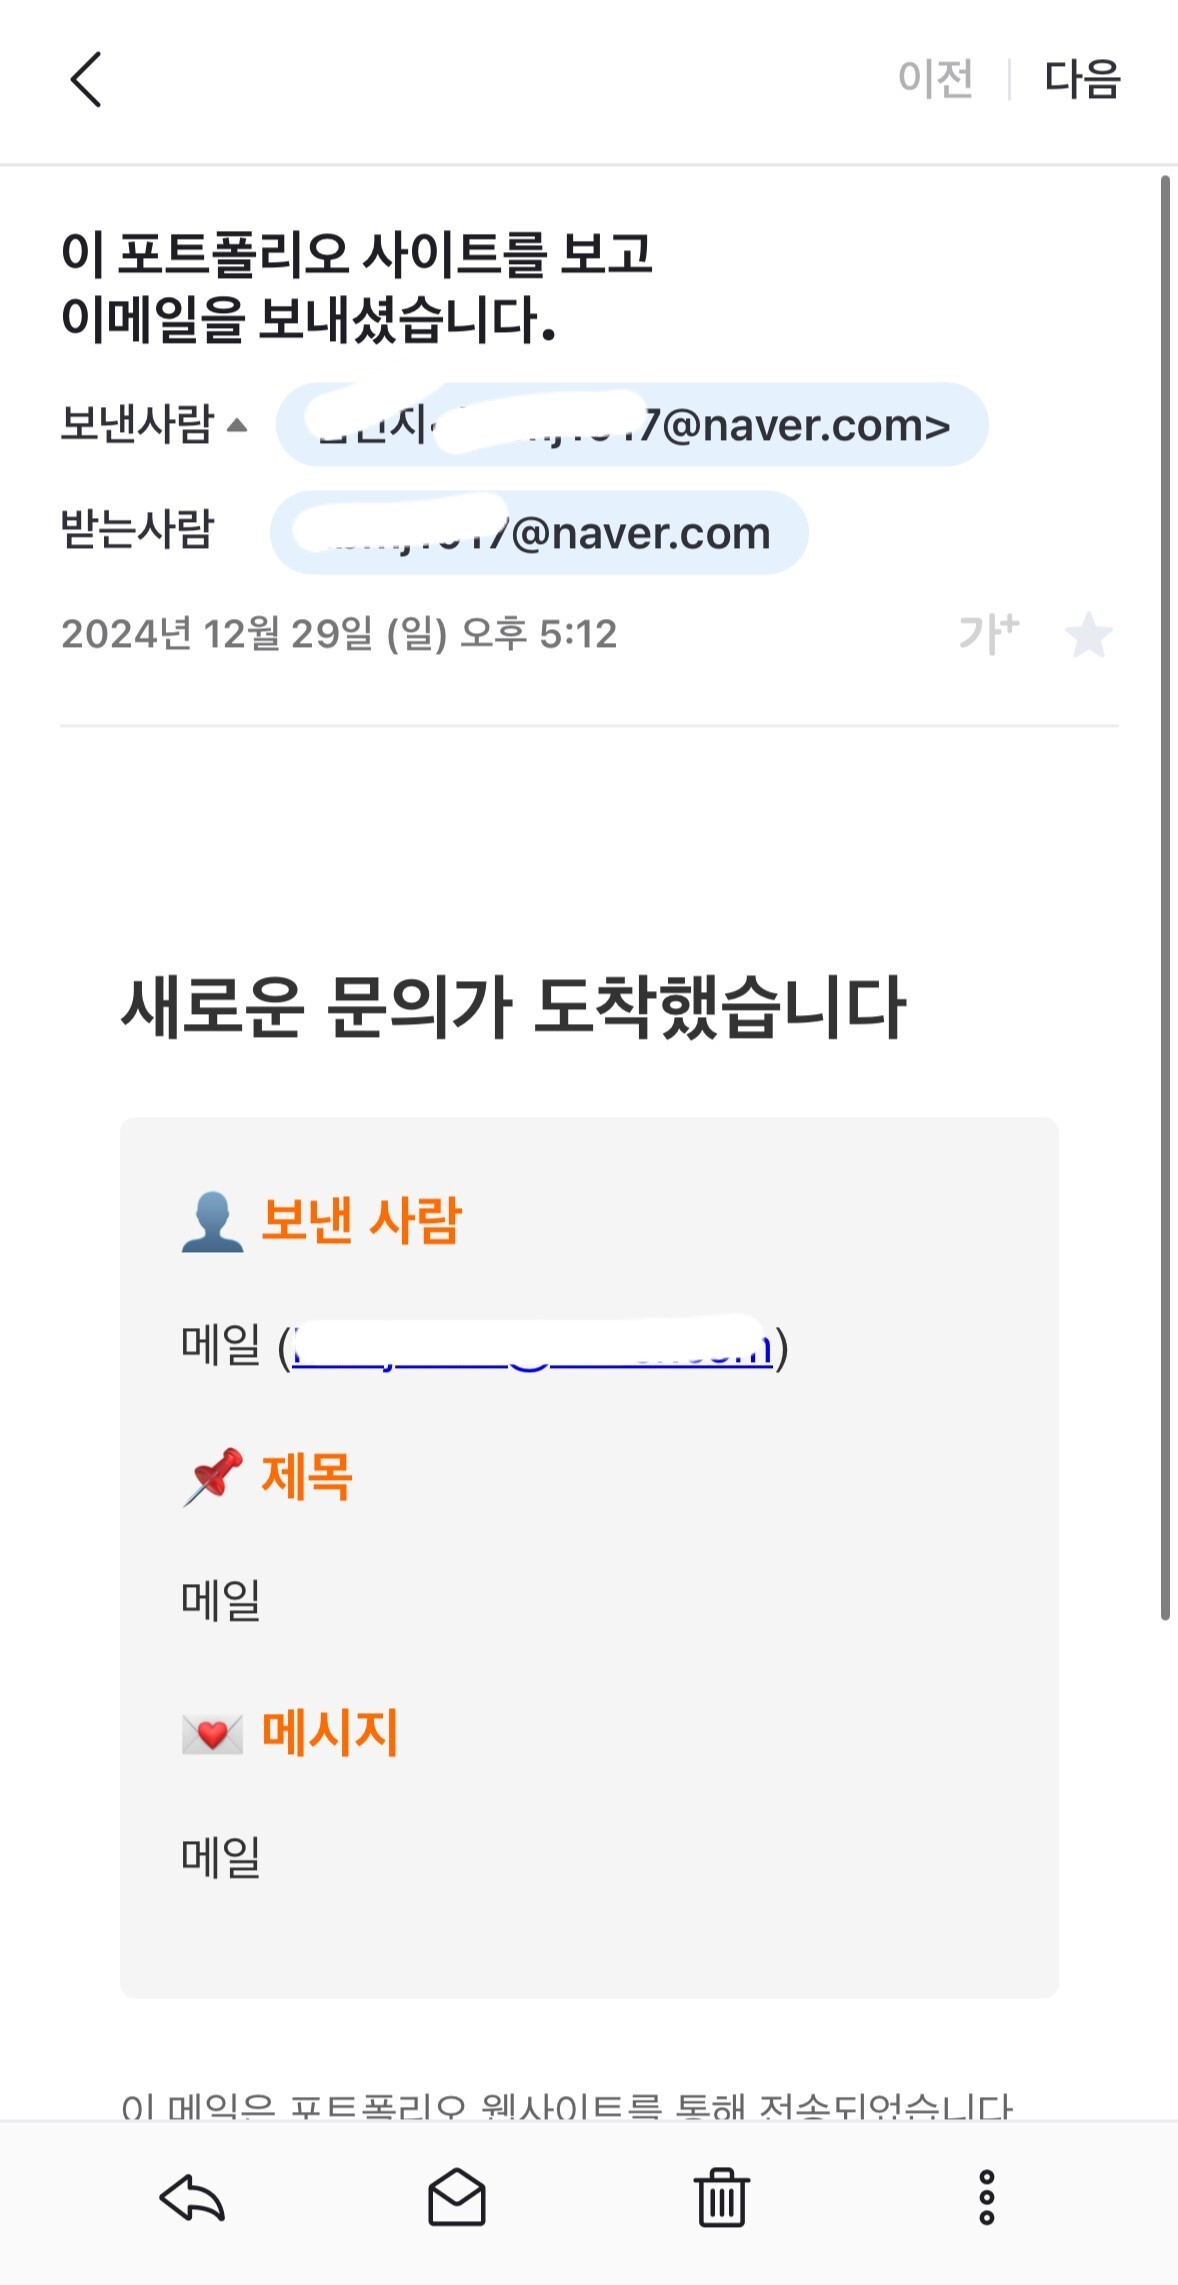 이전 | 다음
이 포트폴리오 사이트를 보고
이메일을 보내셨습니다.
보낸사람 @naver.com>
받는사람 @naver.com
2024년 12월 29일 (일) 오후 5:12
가+
새로운 문의가 도착했습니다
👤 보낸 사람
메일 ()
📌 제목
메일
💌 메시지
메일
이 메일은 포트폴리오 웹사이트를 통해 전송되었습니다